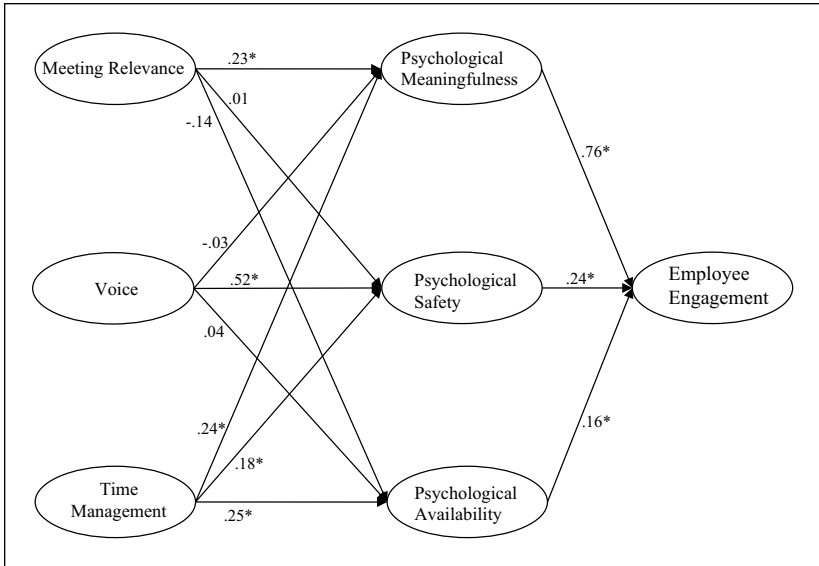 Meeting Relevance
.23*
Psychological
Meaningfulness
.01
-.14
.76*
-.03
Voice
.52*
Psychological
Safety
.24*
Employee
Engagement
.04
.24*
.18*
.16*
Time
Management
.25*
Psychological
Availability